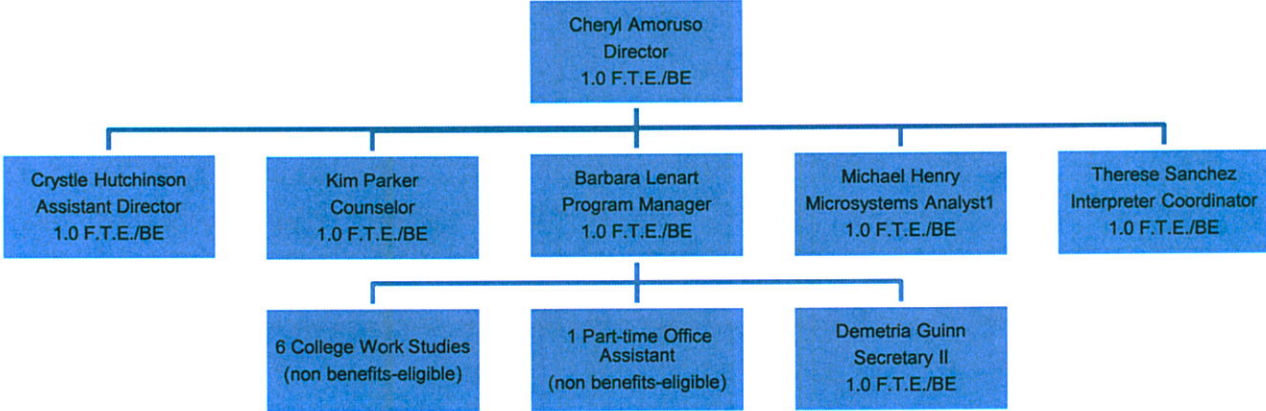 Cheryl Amoruso
Director
1.0 F.T.E./BE
Crystle Hutchinson
Assistant Director
1.0 F.T.E./BE
Kim Parker
Counselor
1.0 F.T.E./BE
Barbara Lenart
Program Manager
1.0 F.T.E./BE
Michael Henry
Microsystems Analyst1
1.0 F.T.E./BE
Therese Sanchez
Interpreter Coordinator
1.0 F.T.E./BE
6 College Work Studies
(non benefits-eligible)
1 Part-time Office
Assistant
(non benefits-eligible)
Demetria Guinn
Secretary II
1.0 F.T.E./BE